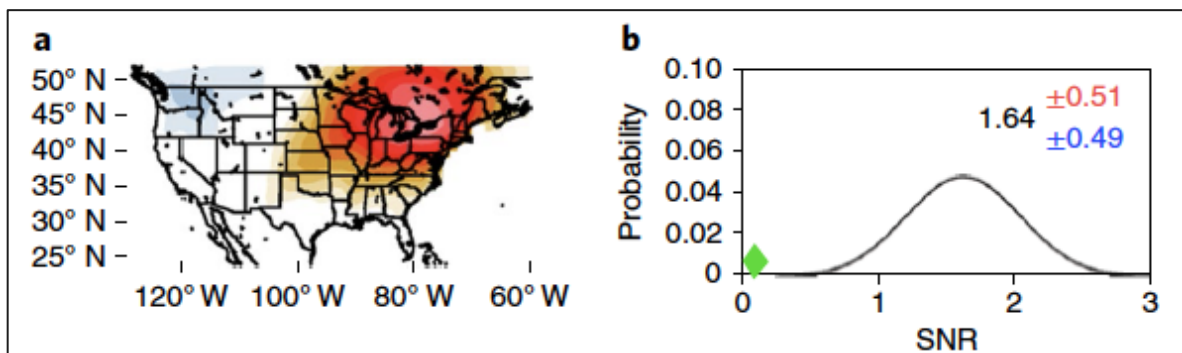 a
50° N
45° N
40° N
35° N
30° N
25° N
120° W 100° W 80° W 60° W
b
0.10
0.08
0.06
0.04
0.02
0
Probability
1.64
±0.51
±0.49
0 1 2 3
SNR